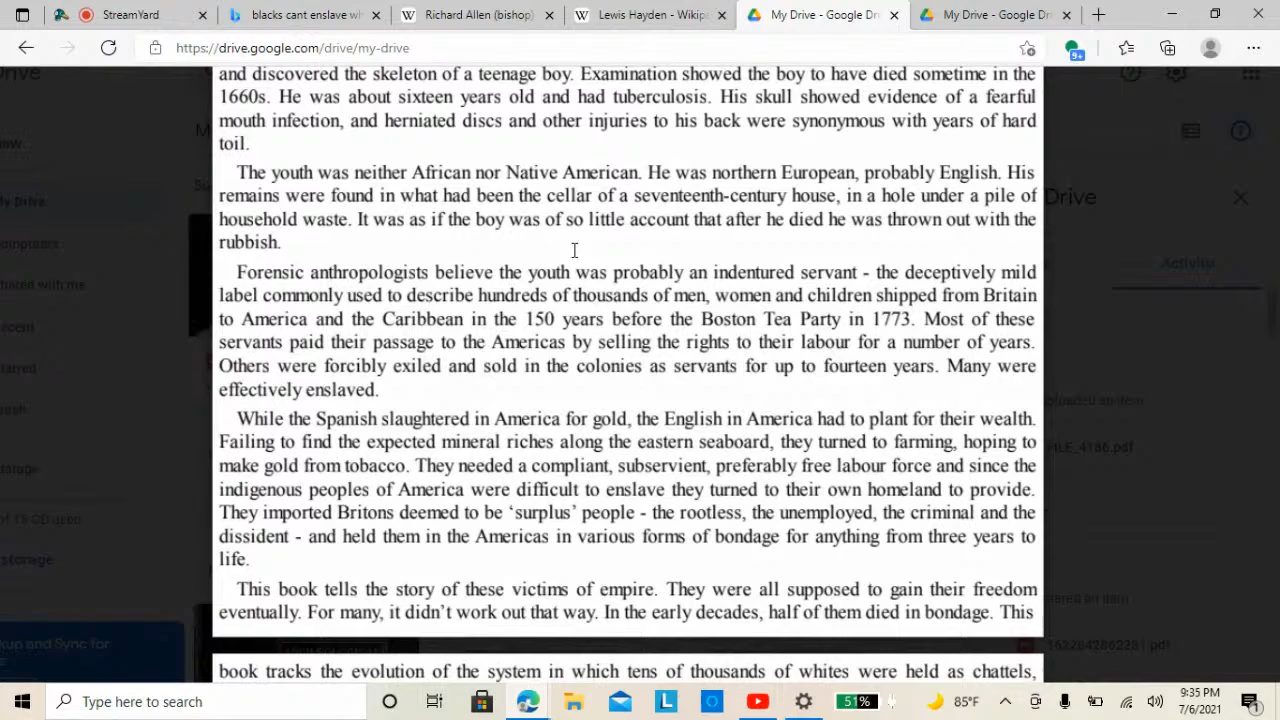 StreamYard
blacks cant enslave wh
Richard Allen (bishop)
Lewis Hayden - Wikip
My Drive - Google Dr
My Drive - Google Dr
https://drive.google.com/drive/my-drive
9+
and discovered the skeleton of a teenage boy. Examination showed the boy to have died sometime in the
1660s. He was about sixteen years old and had tuberculosis. His skull showed evidence of a fearful
mouth infection, and herniated discs and other injuries to his back were synonymous with years of hard
toil.
The youth was neither African nor Native American. He was northern European, probably English. His
remains were found in what had been the cellar of a seventeenth-century house, in a hole under a pile of
household waste. It was as if the boy was of so little account that after he died he was thrown out with the
rubbish.
Forensic anthropologists believe the youth was probably an indentured servant - the deceptively mild
label commonly used to describe hundreds of thousands of men, women and children shipped from Britain
to America and the Caribbean in the 150 years before the Boston Tea Party in 1773. Most of these
servants paid their passage to the Americas by selling the rights to their labour for a number of years.
Others were forcibly exiled and sold in the colonies as servants for up to fourteen years. Many were
effectively enslaved.
While the Spanish slaughtered in America for gold, the English in America had to plant for their wealth.
Failing to find the expected mineral riches along the eastern seaboard, they turned to farming, hoping to
make gold from tobacco. They needed a compliant, subservient, preferably free labour force and since the
indigenous peoples of America were difficult to enslave they turned to their own homeland to provide.
They imported Britons deemed to be ‘surplus’ people - the rootless, the unemployed, the criminal and the
dissident - and held them in the Americas in various forms of bondage for anything from three years to
life.
This book tells the story of these victims of empire. They were all supposed to gain their freedom
eventually. For many, it didn’t work out that way. In the early decades, half of them died in bondage. This
book tracks the evolution of the system in which tens of thousands of whites were held as chattels,
Drive
Activity
FILE_4186.pdf
Type here to search
51%
85°F
9:35 PM
7/6/2021